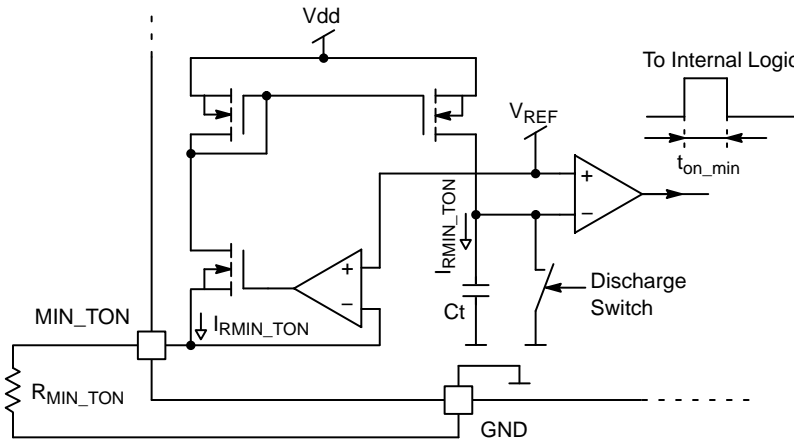 Vdd
To Internal Logic
VREF
+
−
ton_min
IRMIN_TON
+
−
Ct
Discharge
Switch
MIN_TON
IRMIN_TON
RMIN_TON
GND